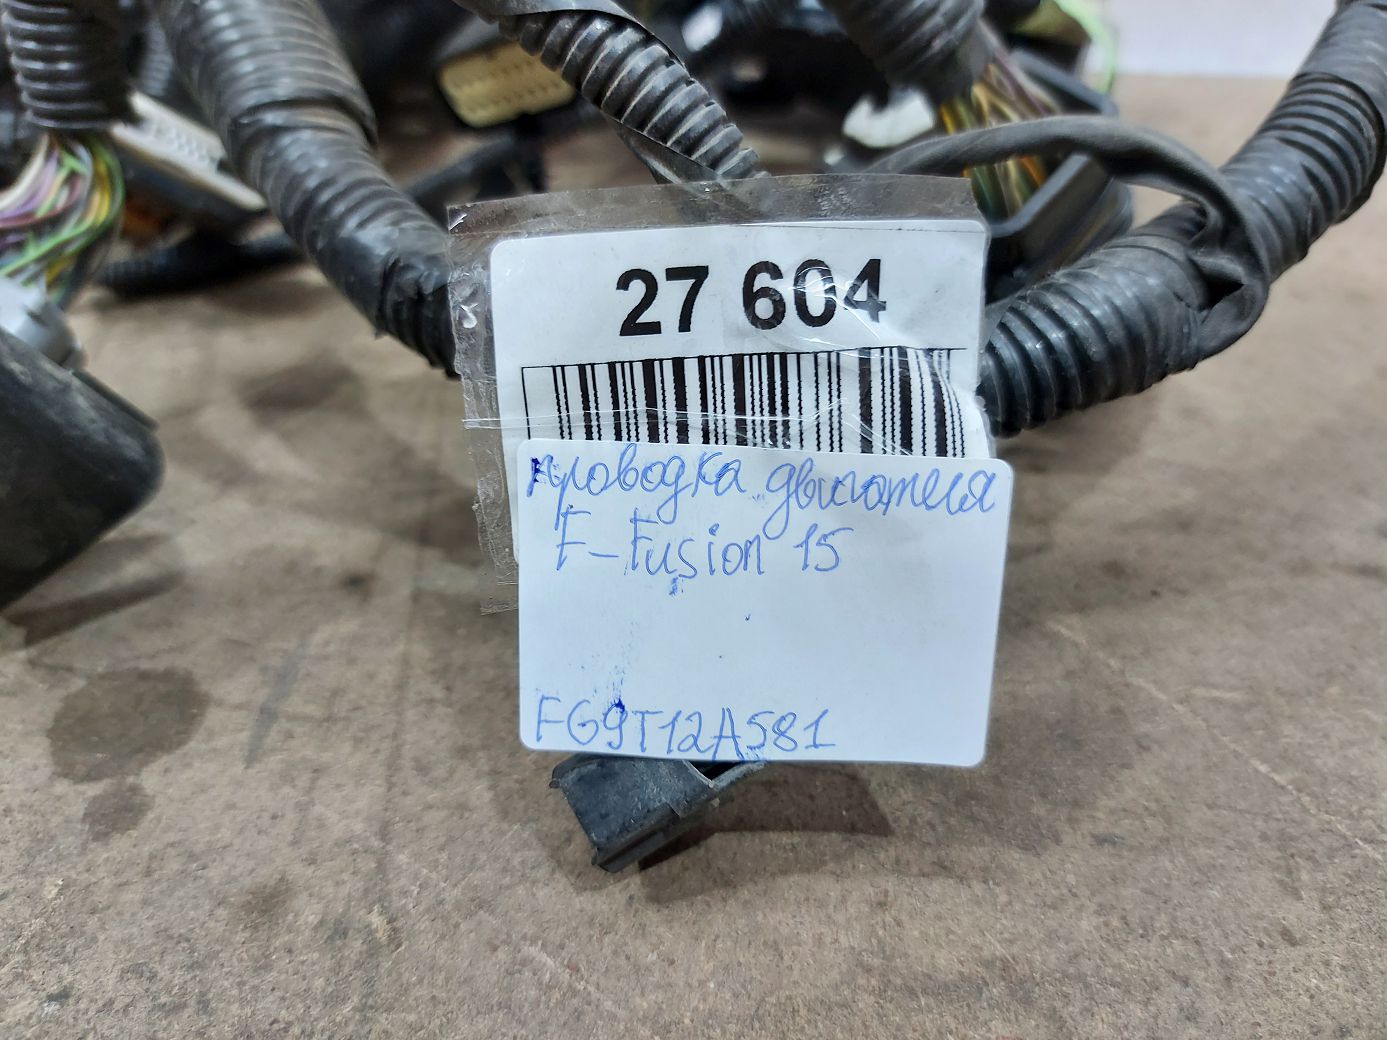 27 604
проводка двигателя
F-Fusion 15
FG9T12A581